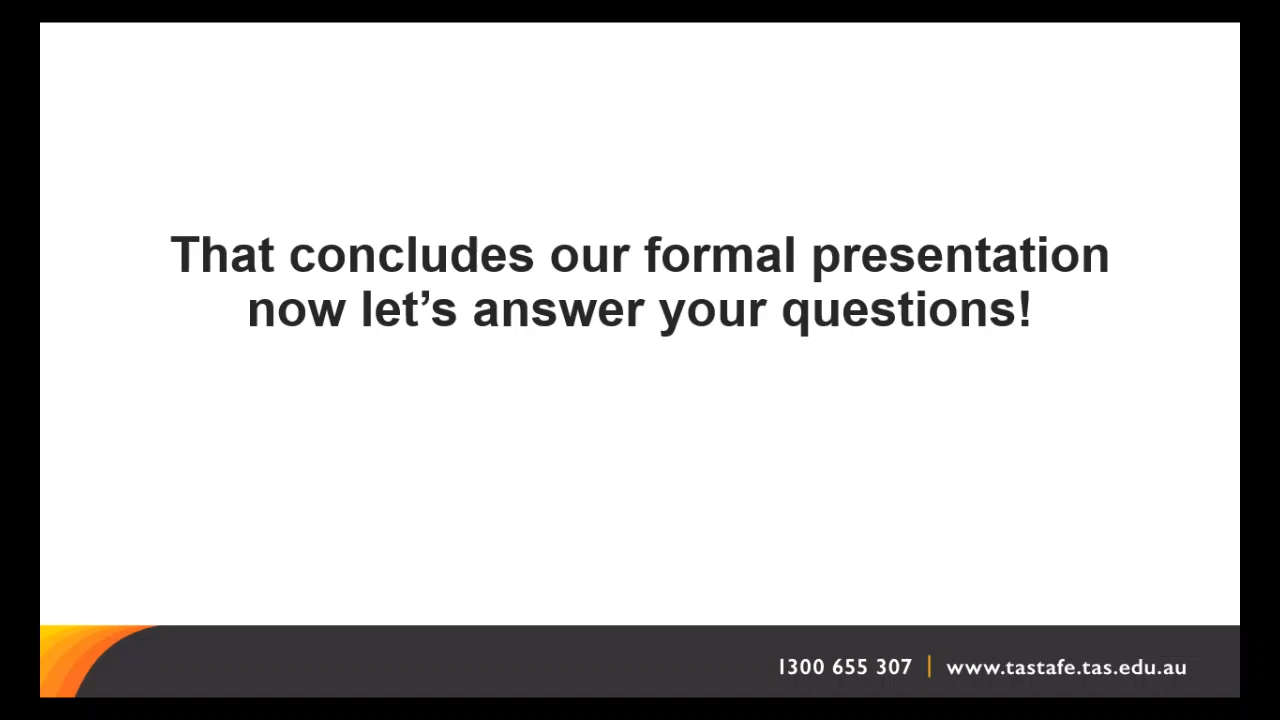 That concludes our formal presentation
now let’s answer your questions!
1300 655 307 | www.tastafe.tas.edu.au